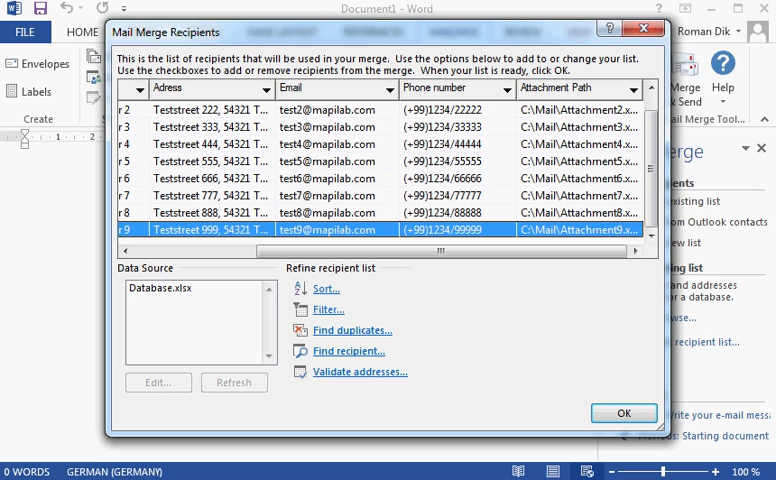 Document1 - Word
FILE
HOME
Roman Dik
Envelopes
Labels
Create
Merge
& Send
Help
Mail Merge Tool...
1 2
Mail Merge Recipients
This is the list of recipients that will be used in your merge. Use the options below to add to or change your list.
Use the checkboxes to add or remove recipients from the merge. When your list is ready, click OK.
Adress Email Phone number Attachment Path
r 2 Teststreet 222, 54321 T... test2@mapilab.com (+99)1234/22222 C:\Mail\Attachment2.x...
r 3 Teststreet 333, 54321 T... test3@mapilab.com (+99)1234/33333 C:\Mail\Attachment3.x...
r 4 Teststreet 444, 54321 T... test4@mapilab.com (+99)1234/44444 C:\Mail\Attachment4.x...
r 5 Teststreet 555, 54321 T... test5@mapilab.com (+99)1234/55555 C:\Mail\Attachment5.x...
r 6 Teststreet 666, 54321 T... test6@mapilab.com (+99)1234/66666 C:\Mail\Attachment6.x...
r 7 Teststreet 777, 54321 T... test7@mapilab.com (+99)1234/77777 C:\Mail\Attachment7.x...
r 8 Teststreet 888, 54321 T... test8@mapilab.com (+99)1234/88888 C:\Mail\Attachment8.x...
r 9 Teststreet 999, 54321 T... test9@mapilab.com (+99)1234/99999 C:\Mail\Attachment9.x...
Data Source
Database.xlsx
Edit... Refresh
Refine recipient list
Sort...
Filter...
Find duplicates...
Find recipient...
Validate addresses...
OK
erge
ents
existing list
om Outlook contacts
ew list
ng list
and addresses
r a database.
wse...
recipient list...
Write your e-mail messa
: Starting document
0 WORDS GERMAN (GERMANY) 100 %